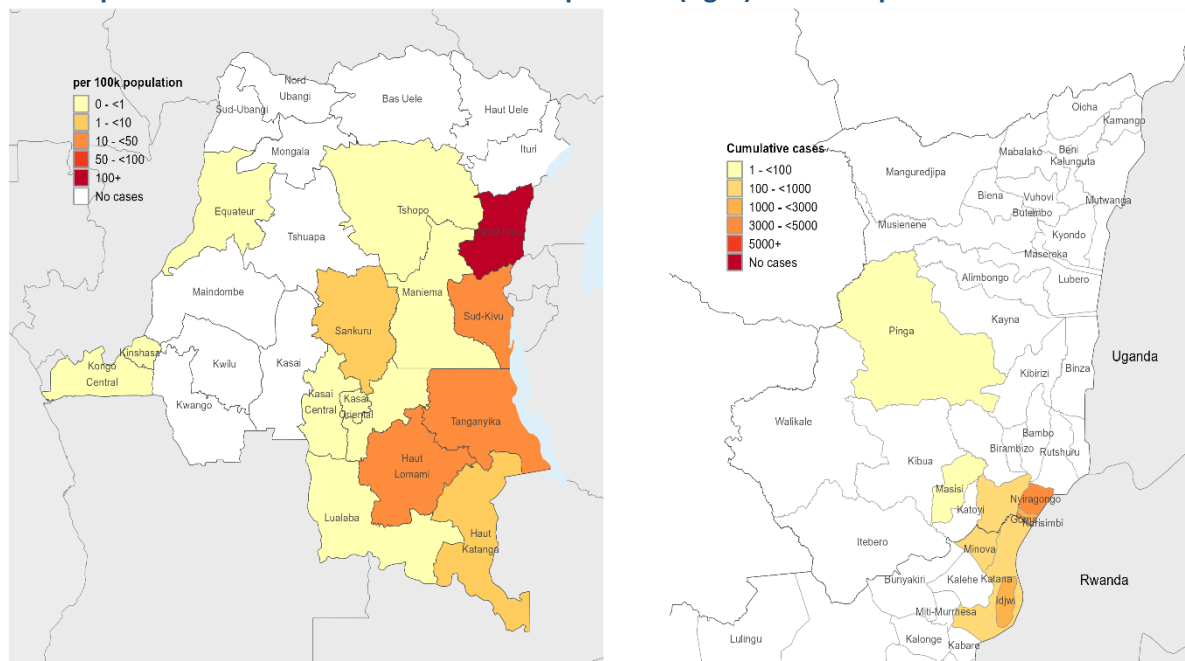 per 100k population
0 - <1
1 - <10
10 - <50
50 - <100
100+
No cases
Nord
Ubangi
Sud-Ubangi
Bas Uele
Haut Uele
Mongala
Ituri
Equateur
Tshopo
Tshuapa
Maniema
Maindombe
Sud-Kivu
Sankuru
Kinshasa
Kongo
Central
Kwilu
Kasai
Kwango
Kasai
Central
Kasai
Oriental
Tanganyika
Haut
Lomami
Lualaba
Haut
Katanga
Cumulative cases
1 - <100
100 - <1000
1000 - <3000
3000 - <5000
5000+
No cases
Oicha
Kamango
Mabalako
Beni
Kalunguta
Manguredjipa
Biena
Vuhovi
Mutwanga
Butembo
Musienene
Kyondo
Masereka
Alimbongo
Lubero
Kayna
Pinga
Uganda
Kibirizi
Binza
Walikale
Bambo
Birambizo
Rutshuru
Kibua
Masisi
Nyiragongo
Katoyi
Goma
Karisimbi
Itebero
Minova
Bunyakiri
Kalehe
Katana
Rwanda
Idjwi
Miti-Murhesa
Lulingu
Kalonge
Kabare